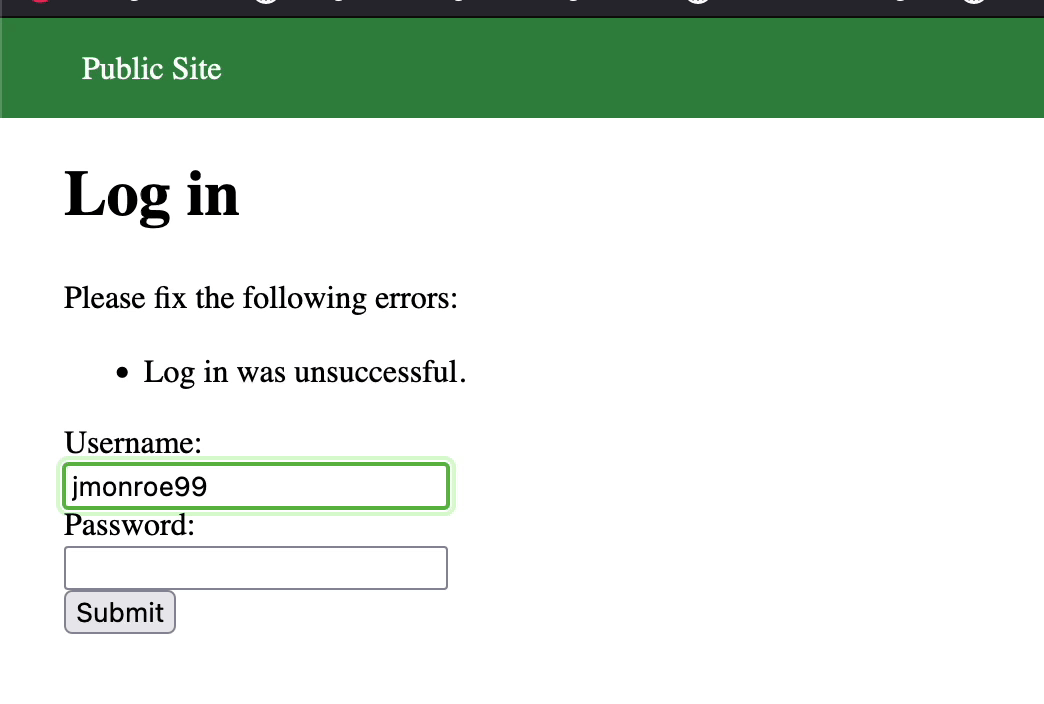 Public Site
Log in
Please fix the following errors:
• Log in was unsuccessful.
Username:
jmonroe99
Password:
Submit